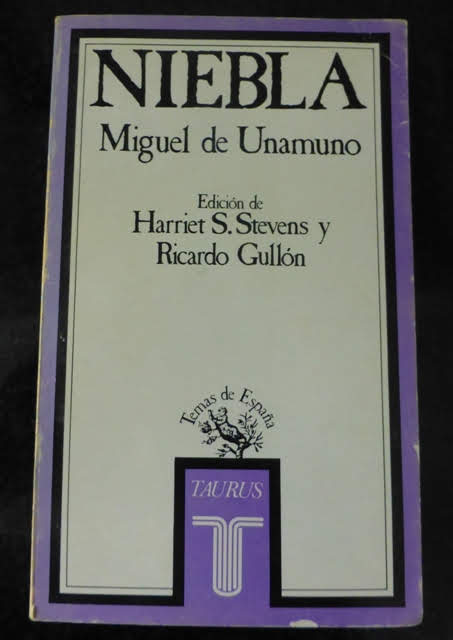 NIEBLA
Miguel de Unamuno
Edición de
Harriet S. Stevens y
Ricardo Gullón
Temas de España
TAURUS
T